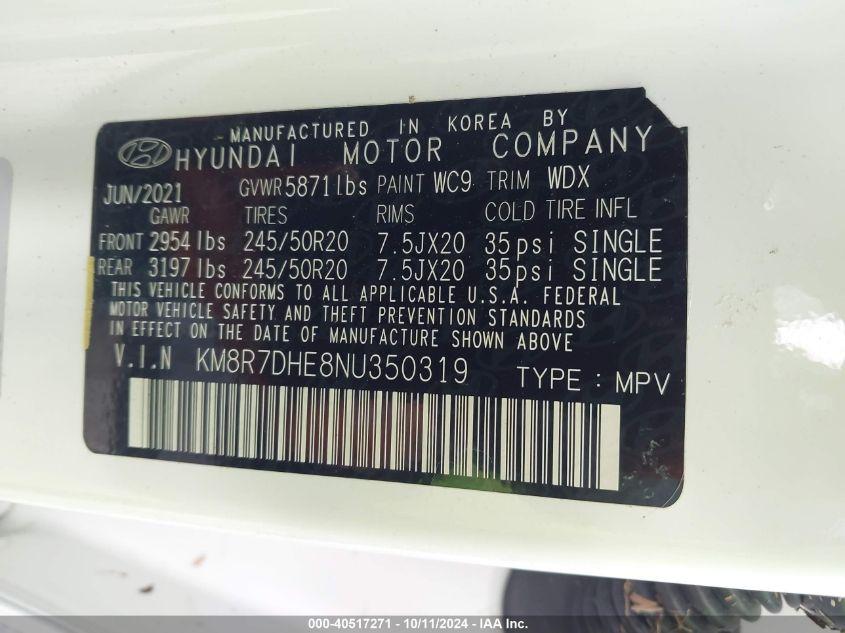 MANUFACTURED IN KOREA BY
HYUNDAI MOTOR COMPANY
JUN/2021 GVWR 5871lbs PAINT WC9 TRIM WDX
GAWR TIRES RIMS COLD TIRE INFL
FRONT 2954 lbs 245/50R20 7.5JX20 35psi SINGLE
REAR 3197 lbs 245/50R20 7.5JX20 35psi SINGLE
THIS VEHICLE CONFORMS TO ALL APPLICABLE U.S.A. FEDERAL
MOTOR VEHICLE SAFETY AND THEFT PREVENTION STANDARDS
IN EFFECT ON THE DATE OF MANUFACTURE SHOWN ABOVE
V.I.N KM8R7DHE8NU350319 TYPE : MPV
000-40517271 - 10/11/2024 - IAA Inc.